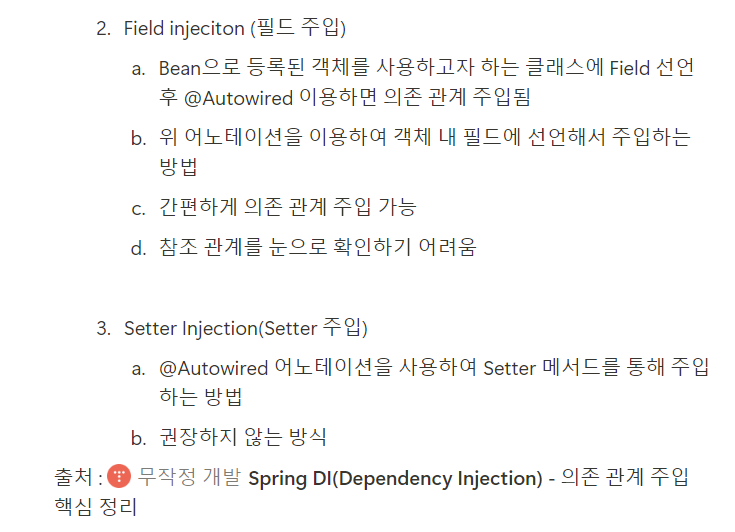 2. Field injeciton (필드 주입)
a. Bean으로 등록된 객체를 사용하고자 하는 클래스에 Field 선언
후 @Autowired 이용하면 의존 관계 주입됨
b. 위 어노테이션을 이용하여 객체 내 필드에 선언해서 주입하는
방법
c. 간편하게 의존 관계 주입 가능
d. 참조 관계를 눈으로 확인하기 어려움
3. Setter Injection(Setter 주입)
a. @Autowired 어노테이션을 사용하여 Setter 메서드를 통해 주입
하는 방법
b. 권장하지 않는 방식
출처 : 무작정 개발 Spring DI(Dependency Injection) - 의존 관계 주입
핵심 정리